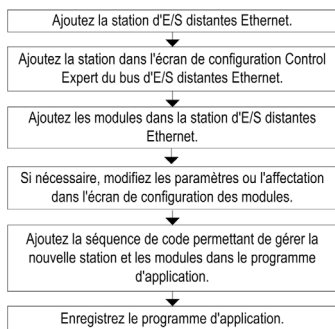 Ajoutez la station d'E/S distantes Ethernet.
Ajoutez la station dans l'écran de configuration Control
Expert du bus d'E/S distantes Ethernet.
Ajoutez les modules dans la station d'E/S distantes
Ethernet.
Si nécessaire, modifiez les paramètres ou l'affectation
dans l'écran de configuration des modules.
Ajoutez la séquence de code permettant de gérer la
nouvelle station et les modules dans le programme
d'application.
Enregistrez le programme d'application.